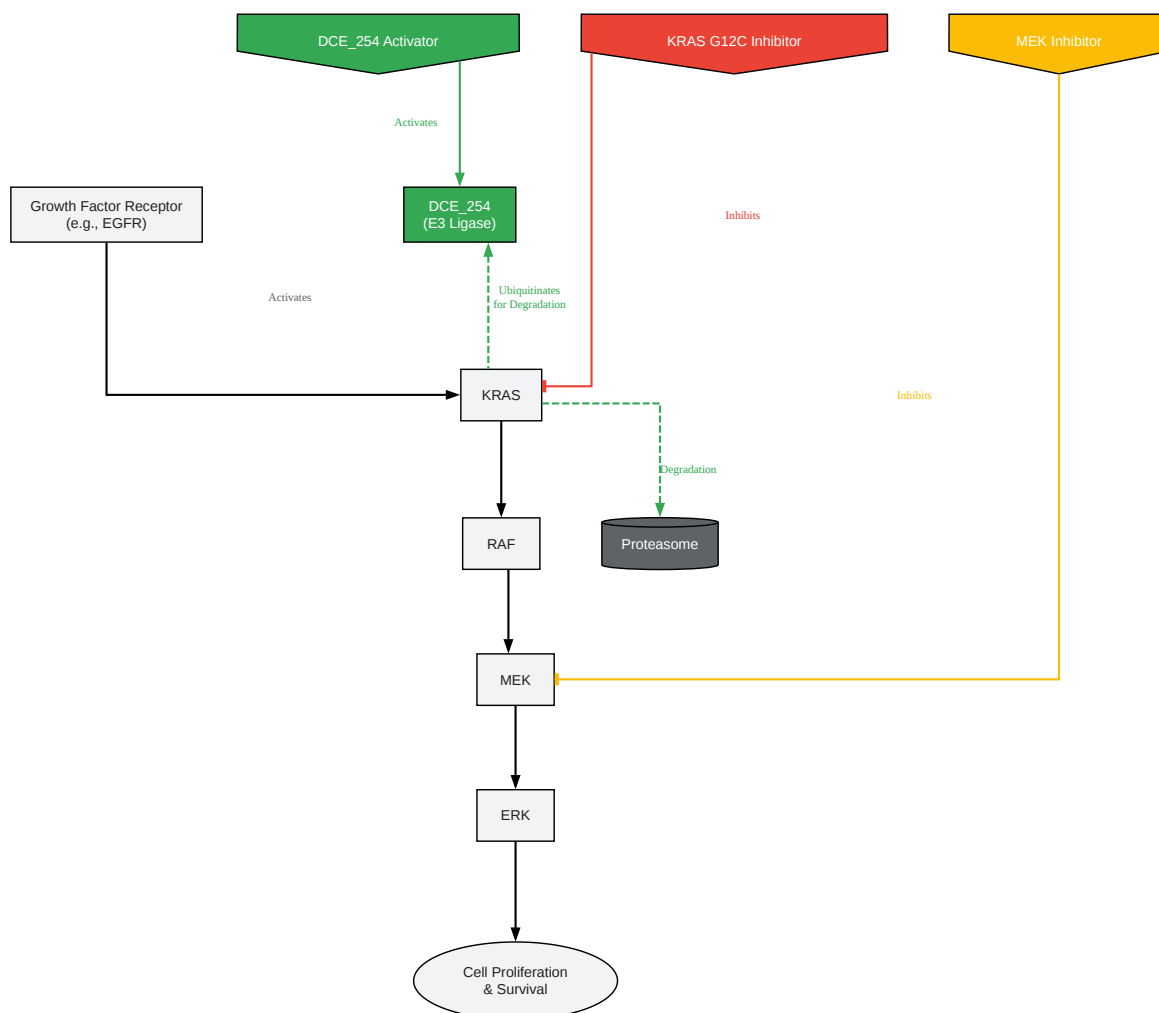 DCE_254 Activator
KRAS G12C Inhibitor
MEK Inhibitor
Activates
Growth Factor Receptor
(e.g., EGFR)
DCE_254
(E3 Ligase)
Inhibits
Activates
Ubiquitinates
for Degradation
KRAS
Inhibits
Degradation
RAF
Proteasome
MEK
ERK
Cell Proliferation
& Survival